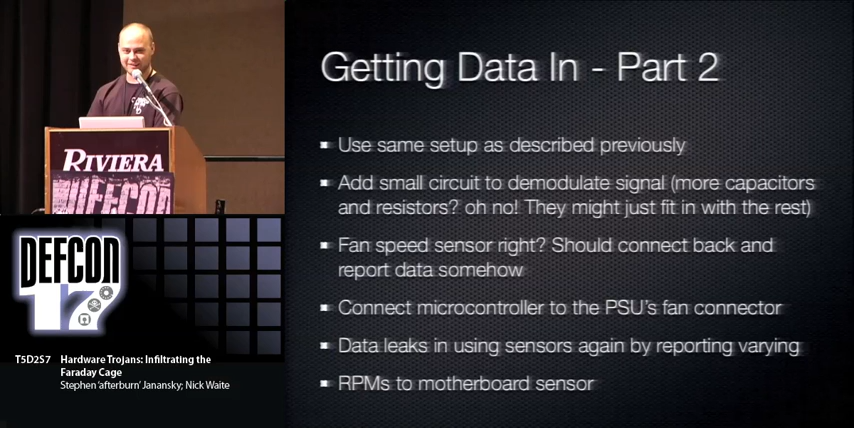 Getting Data In - Part 2
Use same setup as described previously
Add small circuit to demodulate signal (more capacitors
and resistors? oh no! They might just fit in with the rest)
Fan speed sensor right? Should connect back and
report data somehow
Connect microcontroller to the PSU's fan connector
Data leaks in using sensors again by reporting varying
RPMs to motherboard sensor
RIVIERA
DEFCON
DEFCON
17
T5D2S7 Hardware Trojans: Infiltrating the
Faraday Cage
Stephen 'afterburn' Janansky; Nick Waite